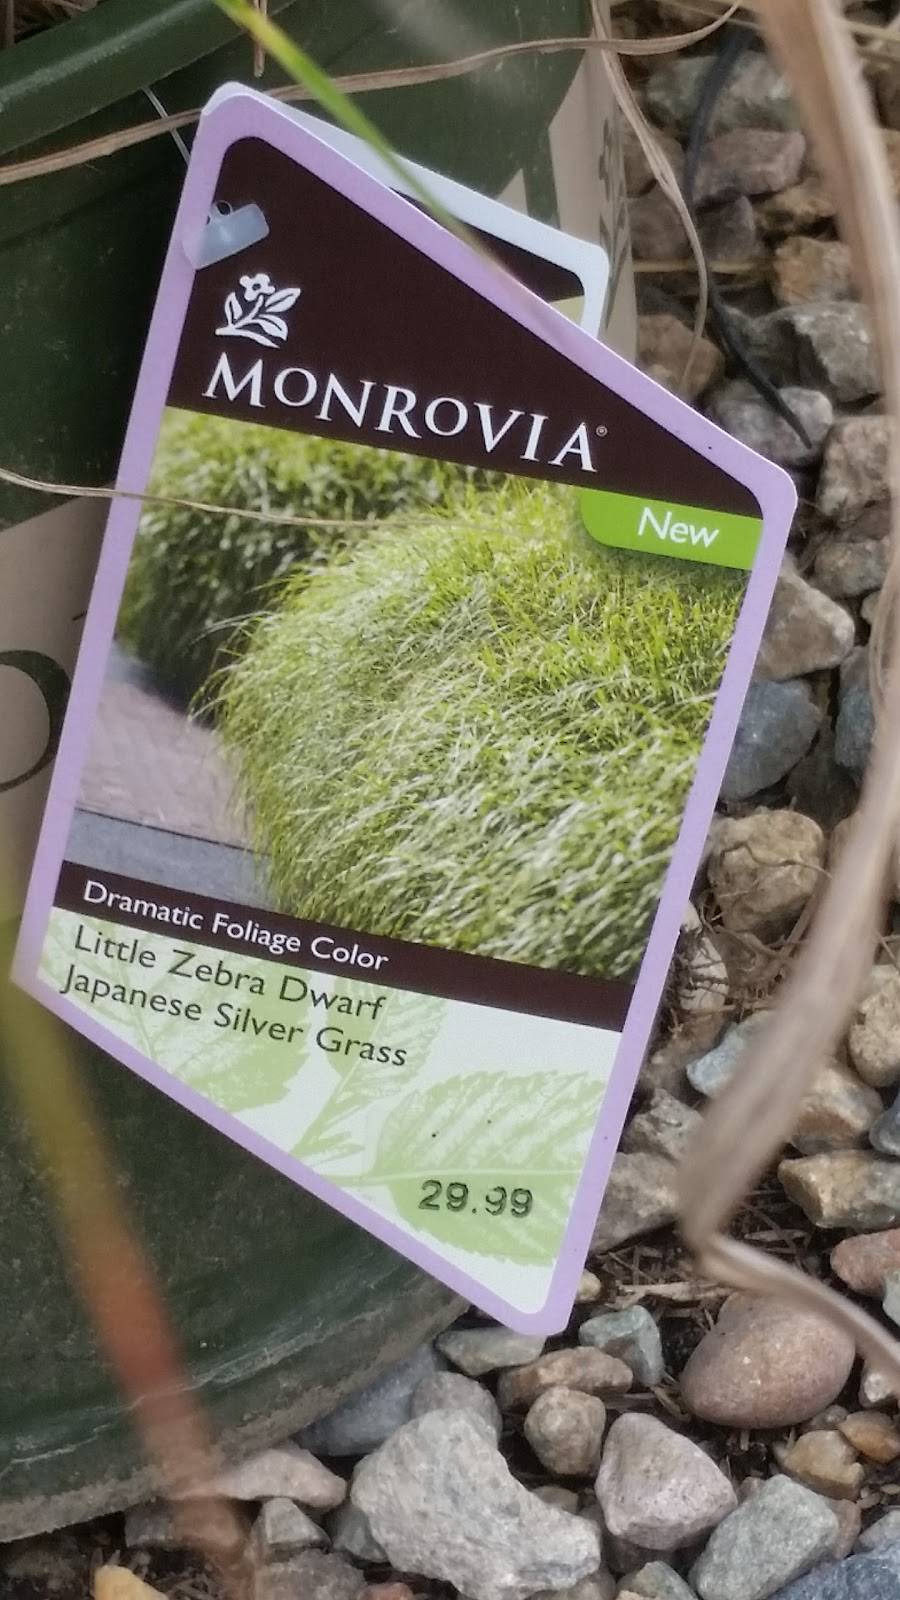 MONROVIA®
New
Dramatic Foliage Color
Little Zebra Dwarf
Japanese Silver Grass
29.99